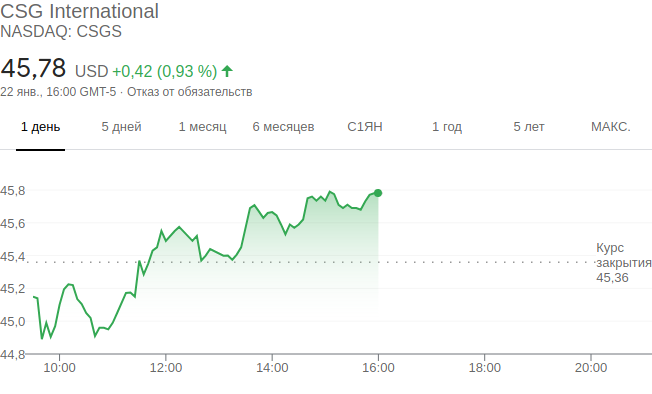 CSG International
NASDAQ: CSGS
45,78 USD +0,42 (0,93 %)
22 янв., 16:00 GMT-5 · Отказ от обязательств
1 день 5 дней 1 месяц 6 месяцев С1ЯН 1 год 5 лет МАКС.
45,8
45,6
45,4
45,2
45,0
44,8
Курс
закрытия
45,36
10:00 12:00 14:00 16:00 18:00 20:00